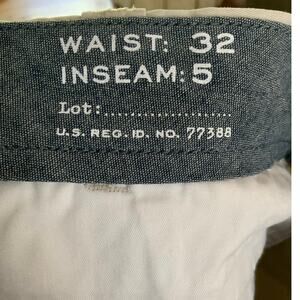 WAIST: 32
INSEAM: 5
Lot:.....................
U.S. REG. ID. NO. 77388